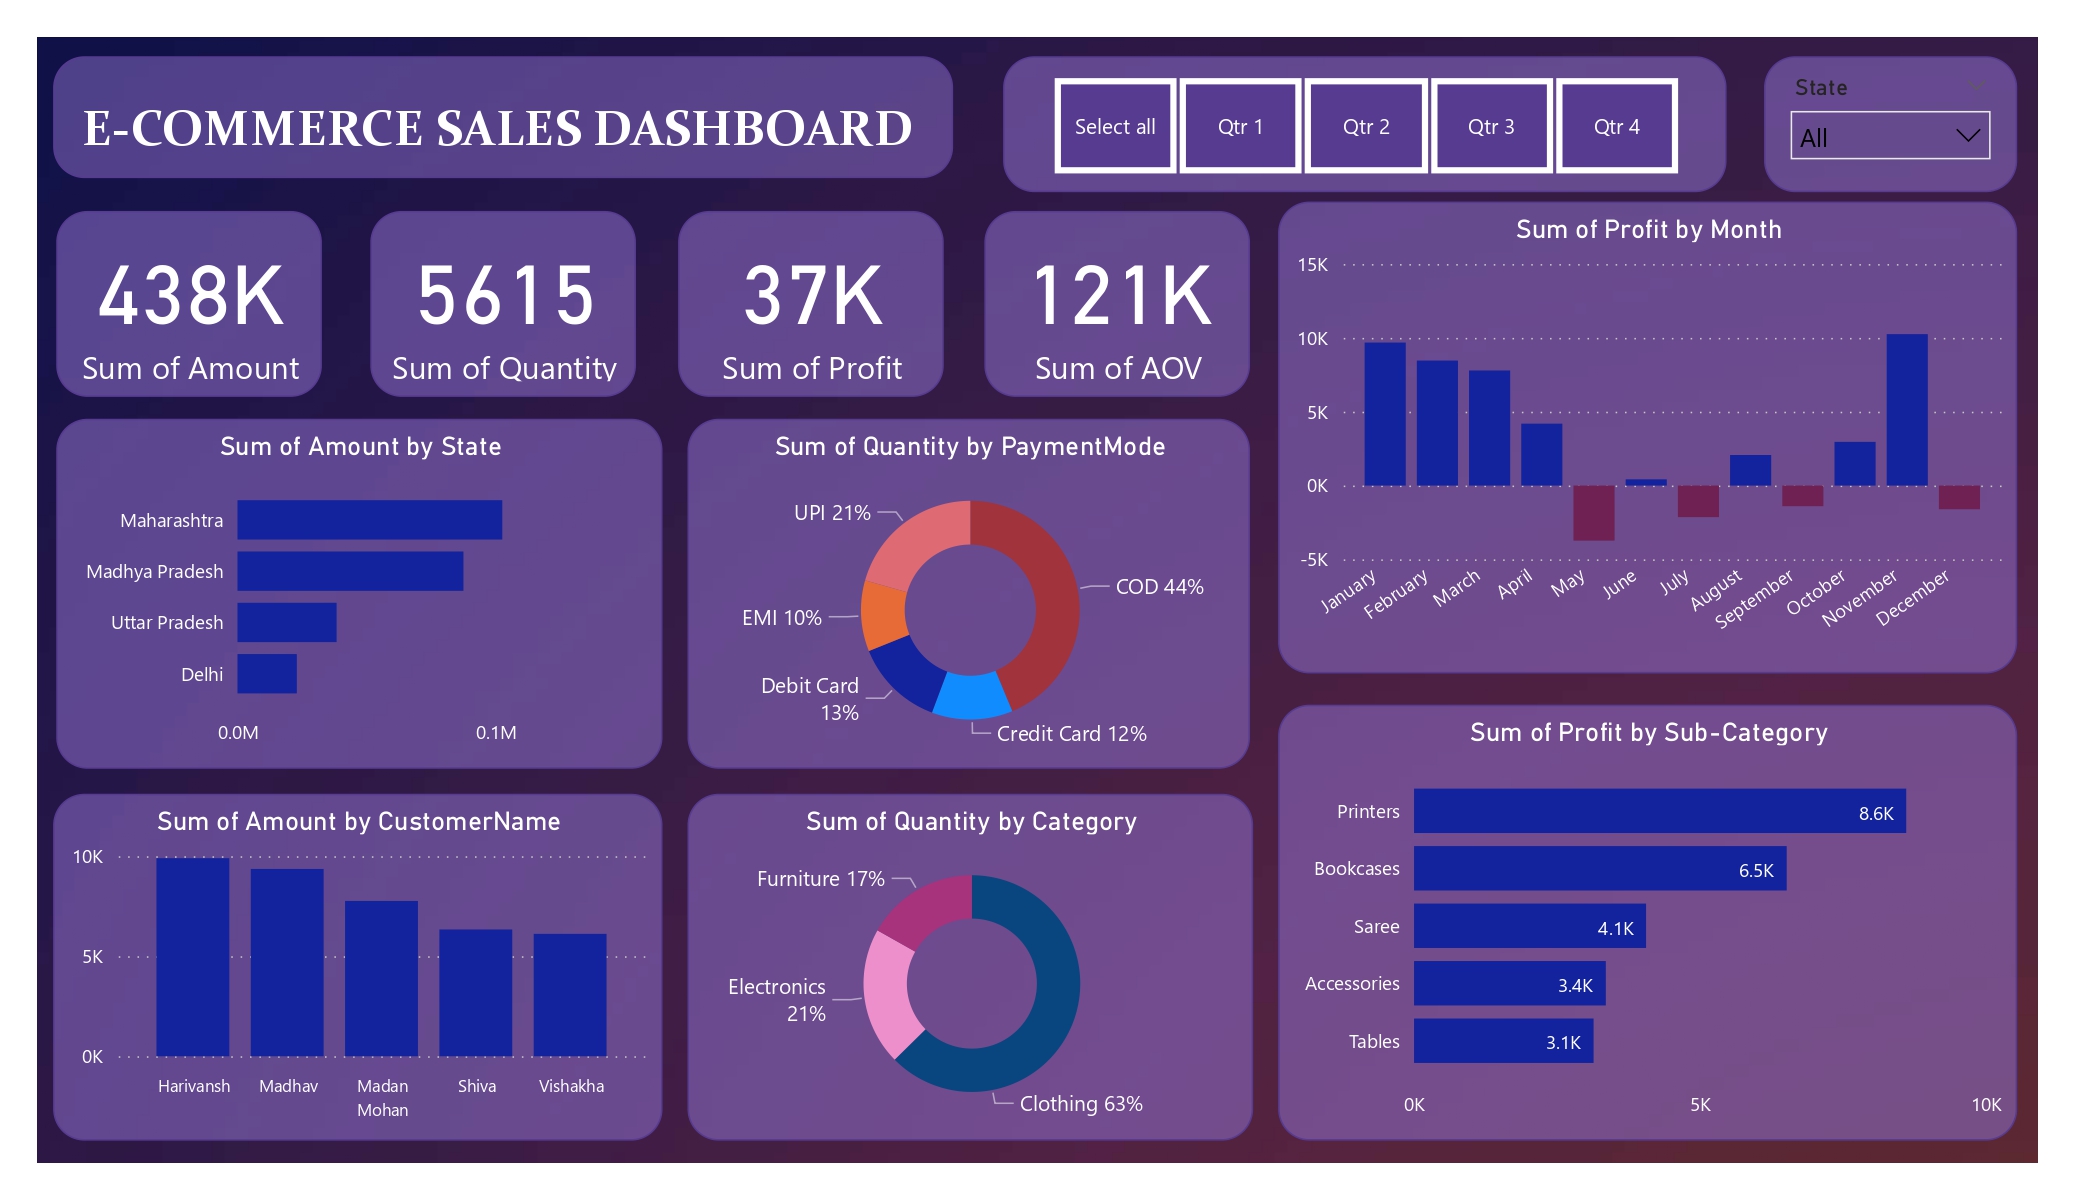 E-COMMERCE SALES DASHBOARD
Select all
Qtr 1
Qtr 2
Qtr 3
Qtr 4
State
All
438K
Sum of Amount
5615
Sum of Quantity
37K
Sum of Profit
121K
Sum of AOV
Sum of Profit by Month
15K
10K
5K
0K
-5K
January
February
March
April
May
June
July
August
September
October
November
December
Sum of Amount by State
Maharashtra
Madhya Pradesh
Uttar Pradesh
Delhi
0.0M
0.1M
Sum of Quantity by PaymentMode
UPI 21%
COD 44%
EMI 10%
Debit Card
13%
Credit Card 12%
Sum of Profit by Sub-Category
Printers
8.6K
Bookcases
6.5K
Saree
4.1K
Accessories
3.4K
Tables
3.1K
0K
5K
10K
Sum of Amount by CustomerName
10K
5K
0K
Harivansh
Madhav
Madan
Mohan
Shiva
Vishakha
Sum of Quantity by Category
Furniture 17%
Electronics
21%
Clothing 63%